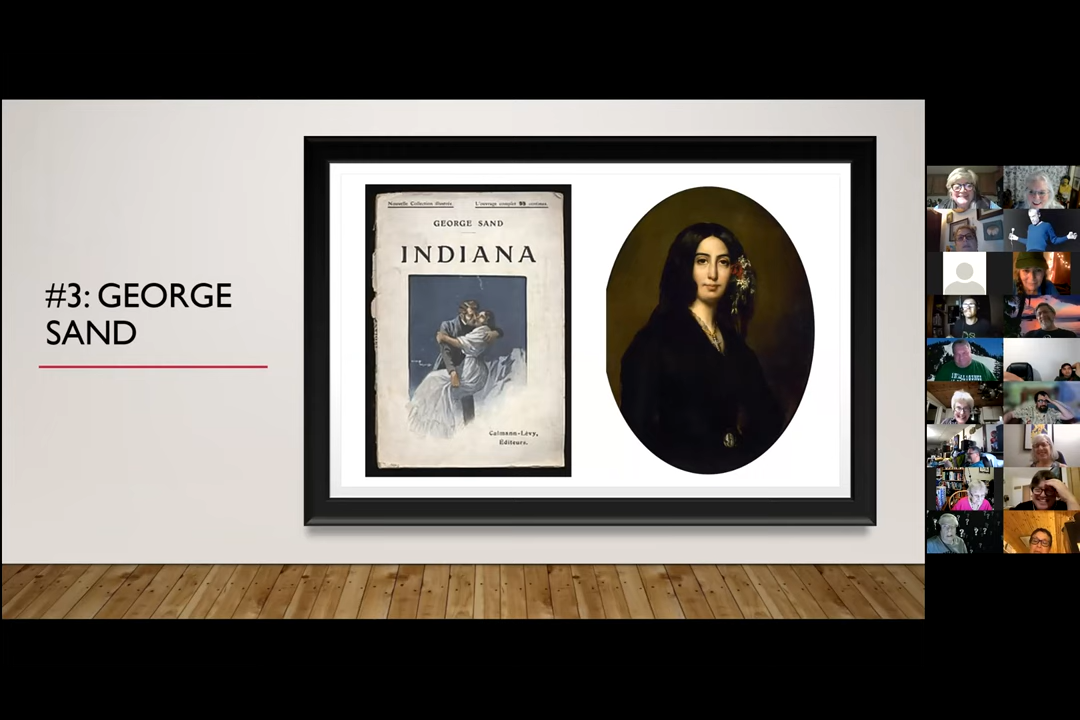 #3: GEORGE
SAND
Nouvelle Collection illustrée.
L'ouvrage complet 95 centimes.
GEORGE SAND
INDIANA
Calmann-Lévy,
Éditeurs.